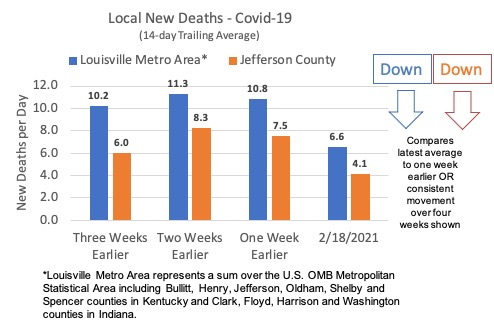 Local New Deaths - Covid-19
(14-day Trailing Average)
Louisville Metro Area* Jefferson County
Down Down
New Deaths per Day
12.0
10.0
8.0
6.0
4.0
2.0
0.0
10.2 6.0 11.3 8.3 10.8 7.5 6.6 4.1
Three Weeks Earlier
Two Weeks Earlier
One Week Earlier
2/18/2021
Compares
latest average
to one week
earlier OR
consistent
movement
over four
weeks shown
*Louisville Metro Area represents a sum over the U.S. OMB Metropolitan
Statistical Area including Bullitt, Henry, Jefferson, Oldham, Shelby and
Spencer counties in Kentucky and Clark, Floyd, Harrison and Washington
counties in Indiana.